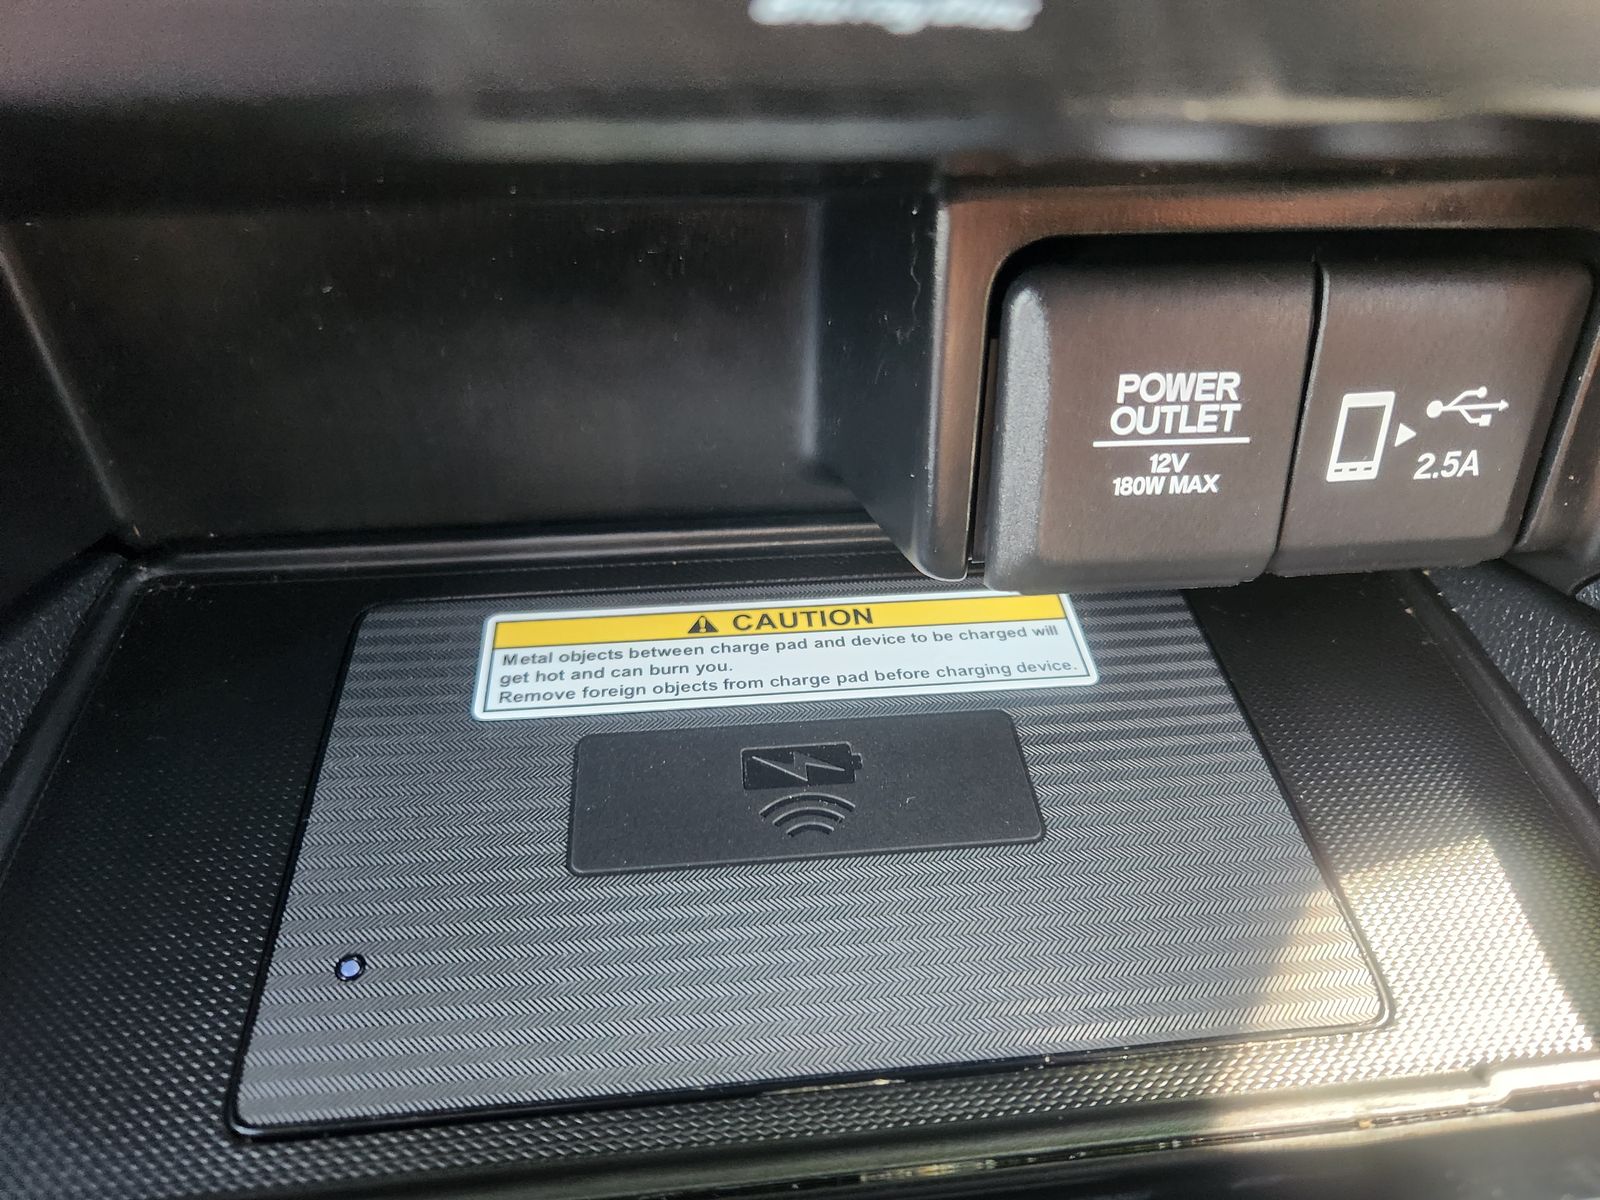 POWER
OUTLET
12V
180W MAX
2.5A
CAUTION
Metal objects between charge pad and device to be charged will
get hot and can burn you.
Remove foreign objects from charge pad before charging device.